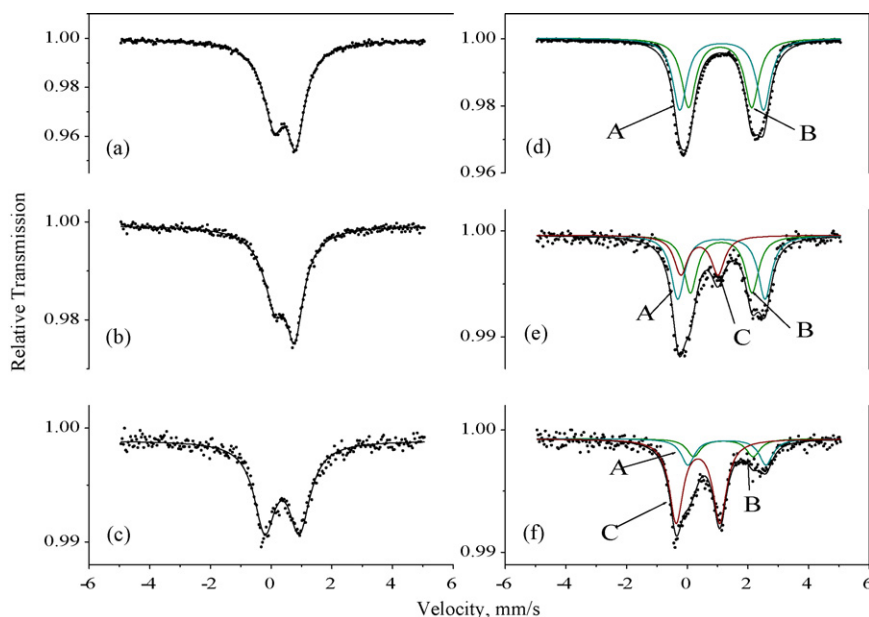 1.00
0.98
0.96
(a)
1.00
0.98
(b)
1.00
0.99
(c)
-6 -4 -2 0 2 4 6
1.00
0.98
0.96
(d)
A
B
1.00
0.99
(e)
A
C
B
1.00
0.99
(f)
A
B
C
-4 -2 0 2 4 6
Relative Transmission
Velocity, mm/s